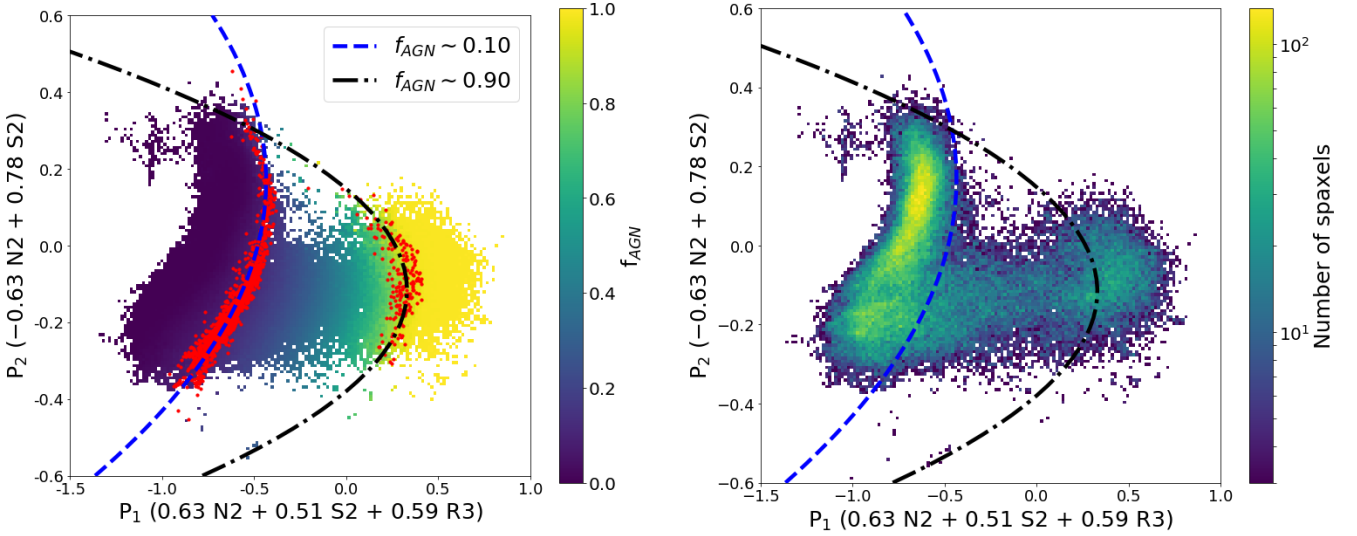 0.6
0.4
0.2
0.0
-0.2
-0.4
-0.6
P₂ (−0.63 N2 + 0.78 S2)
-1.5 -1.0 -0.5 0.0 0.5 1.0
P₁ (0.63 N2 + 0.51 S2 + 0.59 R3)
f_AGN ∼ 0.10
f_AGN ∼ 0.90
1.0
0.8
0.6
0.4
0.2
0.0
f_AGN
0.6
0.4
0.2
0.0
−0.2
−0.4
−0.6
P₂ (−0.63 N2 + 0.78 S2)
−1.5 −1.0 −0.5 0.0 0.5 1.0
P₁ (0.63 N2 + 0.51 S2 + 0.59 R3)
10²
10¹
Number of spaxels